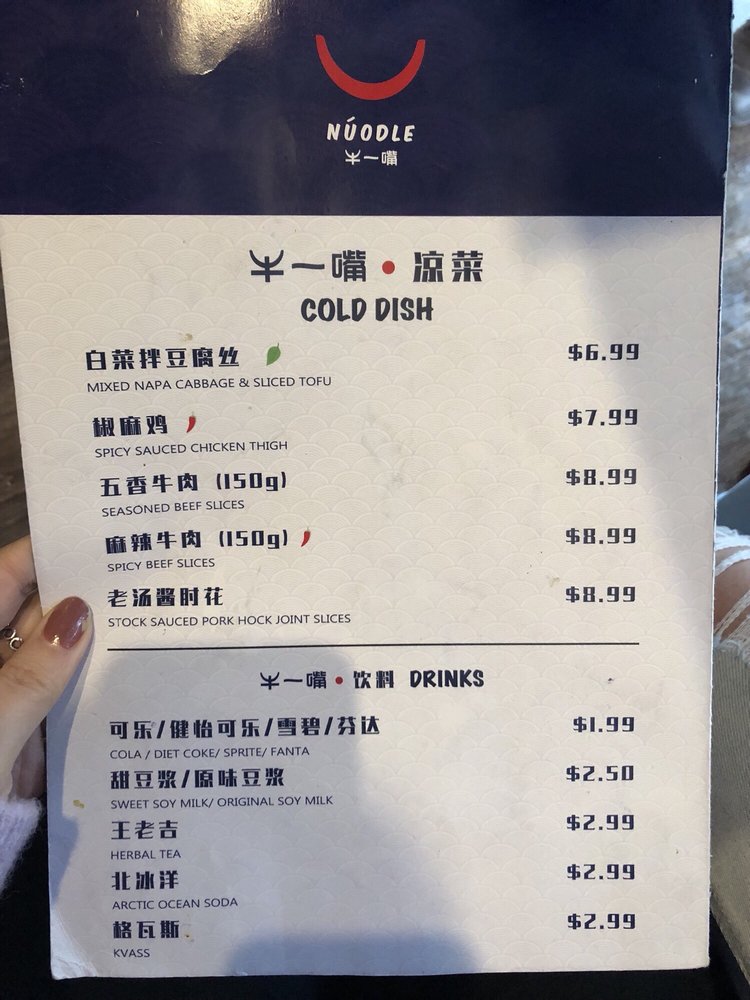 NÚODLE
半一嘴
半一嘴•凉菜
COLD DISH
白菜拌豆腐丝 $6.99
MIXED NAPA CABBAGE & SLICED TOFU
椒麻鸡 $7.99
SPICY SAUCED CHICKEN THIGH
五香牛肉 (150g) $8.99
SEASONED BEEF SLICES
麻辣牛肉 (150g) $8.99
SPICY BEEF SLICES
老汤酱肘花 $8.99
STOCK SAUCED PORK HOCK JOINT SLICES
半一嘴•饮料 DRINKS
可乐/健怡可乐/雪碧/芬达 $1.99
COLA / DIET COKE/ SPRITE/ FANTA
甜豆浆/原味豆浆 $2.50
SWEET SOY MILK/ ORIGINAL SOY MILK
王老吉 $2.99
HERBAL TEA
北冰洋 $2.99
ARCTIC OCEAN SODA
格瓦斯 $2.99
KVASS